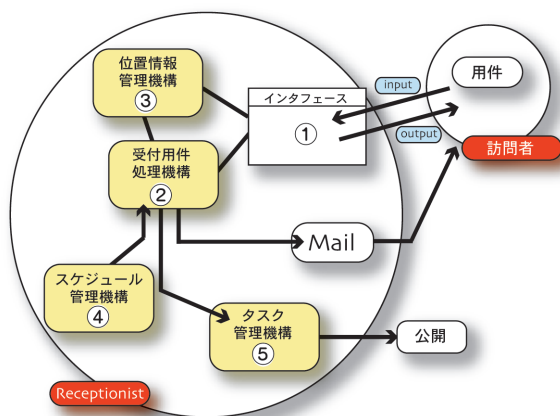 位置情報
管理機構
③
インタフェース
①
input
output
用件
訪問者
受付用件
処理機構
②
Mail
スケジュール
管理機構
④
タスク
管理機構
⑤
公開
Receptionist